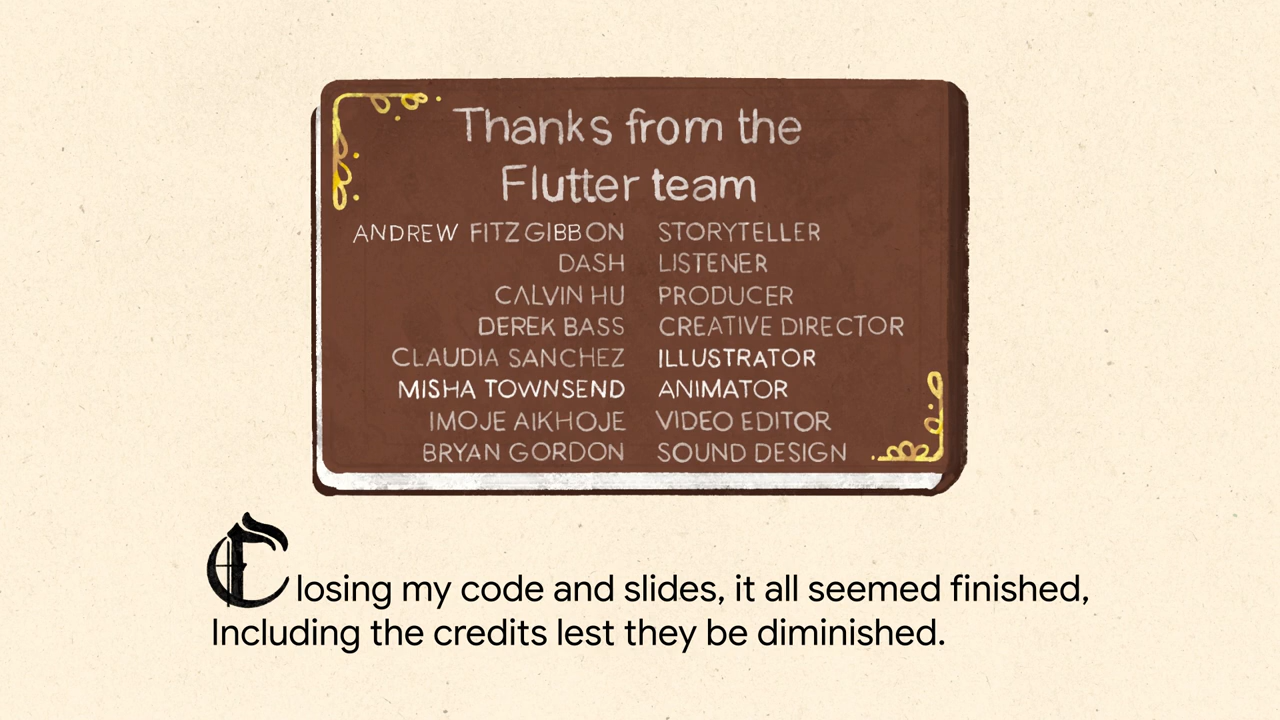 Thanks from the
Flutter team
ANDREW FITZGIBBON STORYTELLER
DASH LISTENER
CALVIN HU PRODUCER
DEREK BASS CREATIVE DIRECTOR
CLAUDIA SANCHEZ ILLUSTRATOR
MISHA TOWNSEND ANIMATOR
IMOJE AIKHOJE VIDEO EDITOR
BRYAN GORDON SOUND DESIGN
Closing my code and slides, it all seemed finished,
Including the credits lest they be diminished.